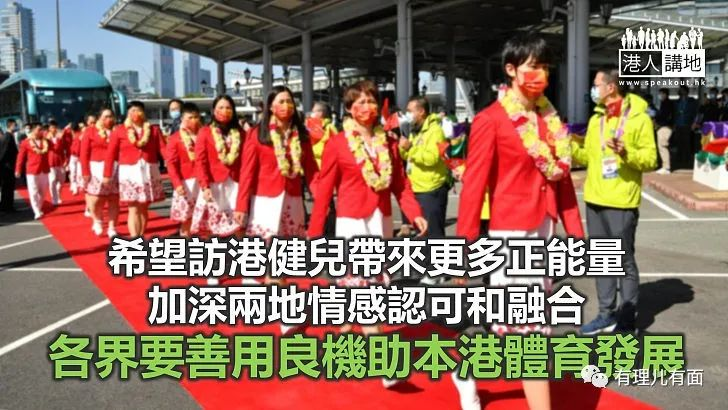 港人講地
www.speakout.hk
希望訪港健兒帶來更多正能量
加深兩地情感認可和融合
各界要善用良機助本港體育發展
有理儿有面